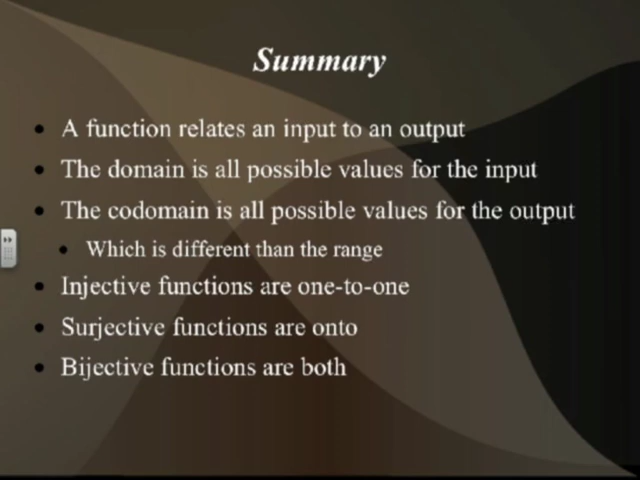 Summary
A function relates an input to an output
The domain is all possible values for the input
The codomain is all possible values for the output
Which is different than the range
Injective functions are one-to-one
Surjective functions are onto
Bijective functions are both